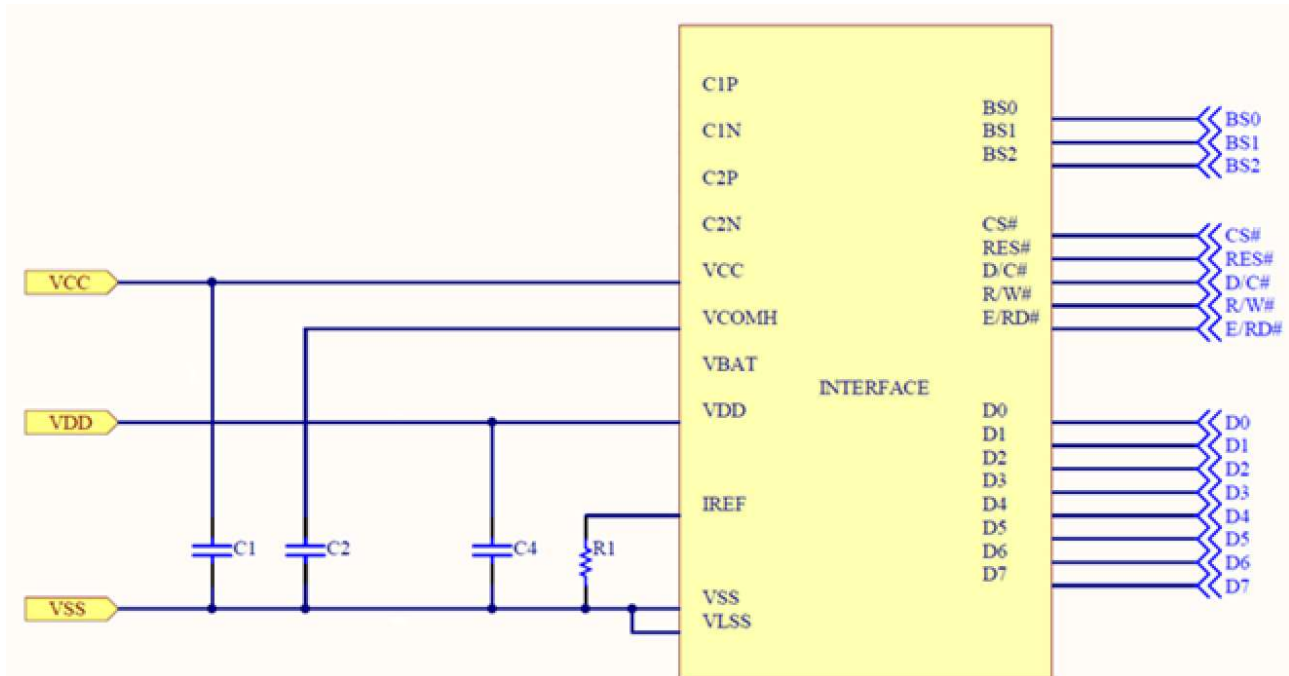 C1P
BS0 BS0
C1N BS1 BS1
BS2 BS2
C2P
C2N CS# CS#
RES# RES#
VCC VCC D/C# D/C#
R/W# R/W#
VCOMH E/RD# E/RD#
VBAT
INTERFACE
VDD VDD D0 D0
D1 D1
D2 D2
D3 D3
IREF D4 D4
D5 D5
C1 C2 C4 R1 D6 D6
D7 D7
VSS VSS
VLSS